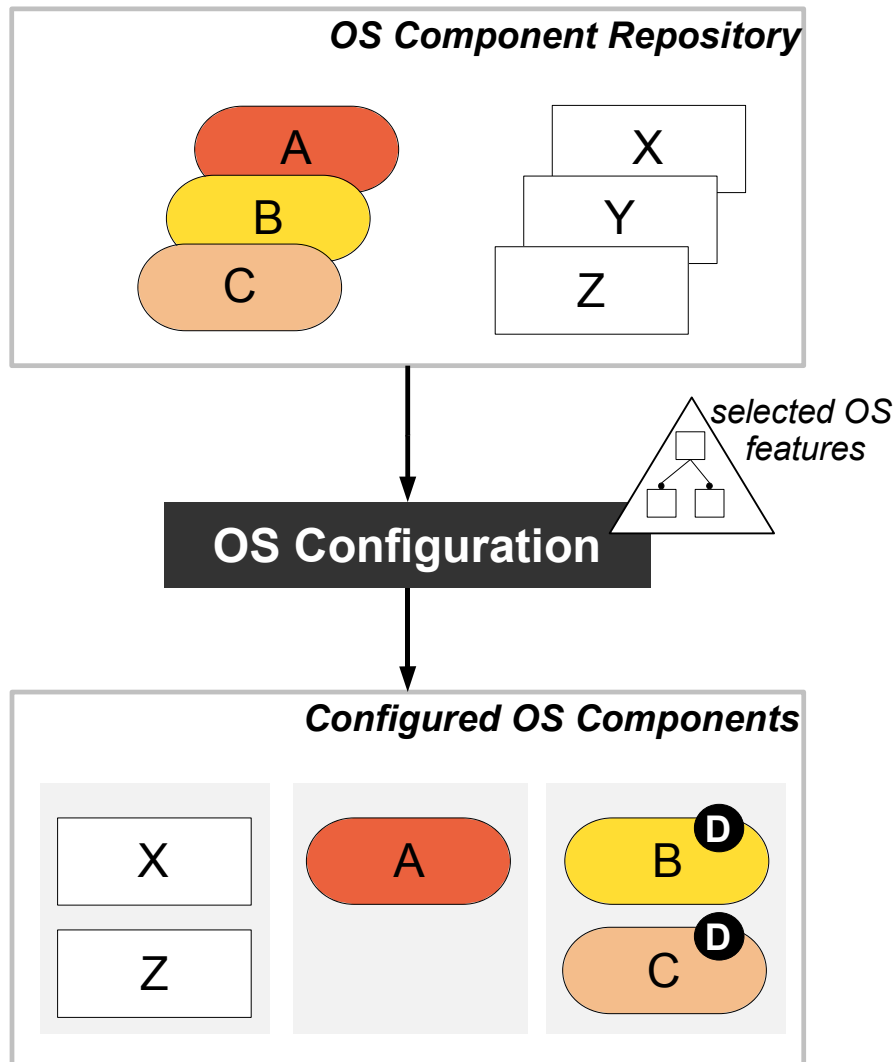 OS Component Repository
A
X
B
Y
C
Z
selected OS
features
OS Configuration
Configured OS Components
D
X
A
B
D
Z
C